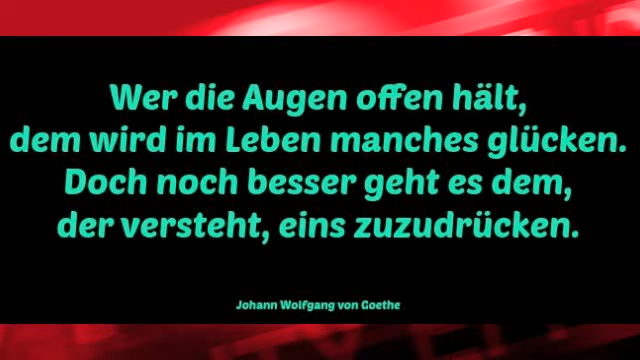 Wer die Augen offen hält,
dem wird im Leben manches glücken.
Doch noch besser geht es dem,
der versteht, eins zuzudrücken.
Johann Wolfgang von Goethe